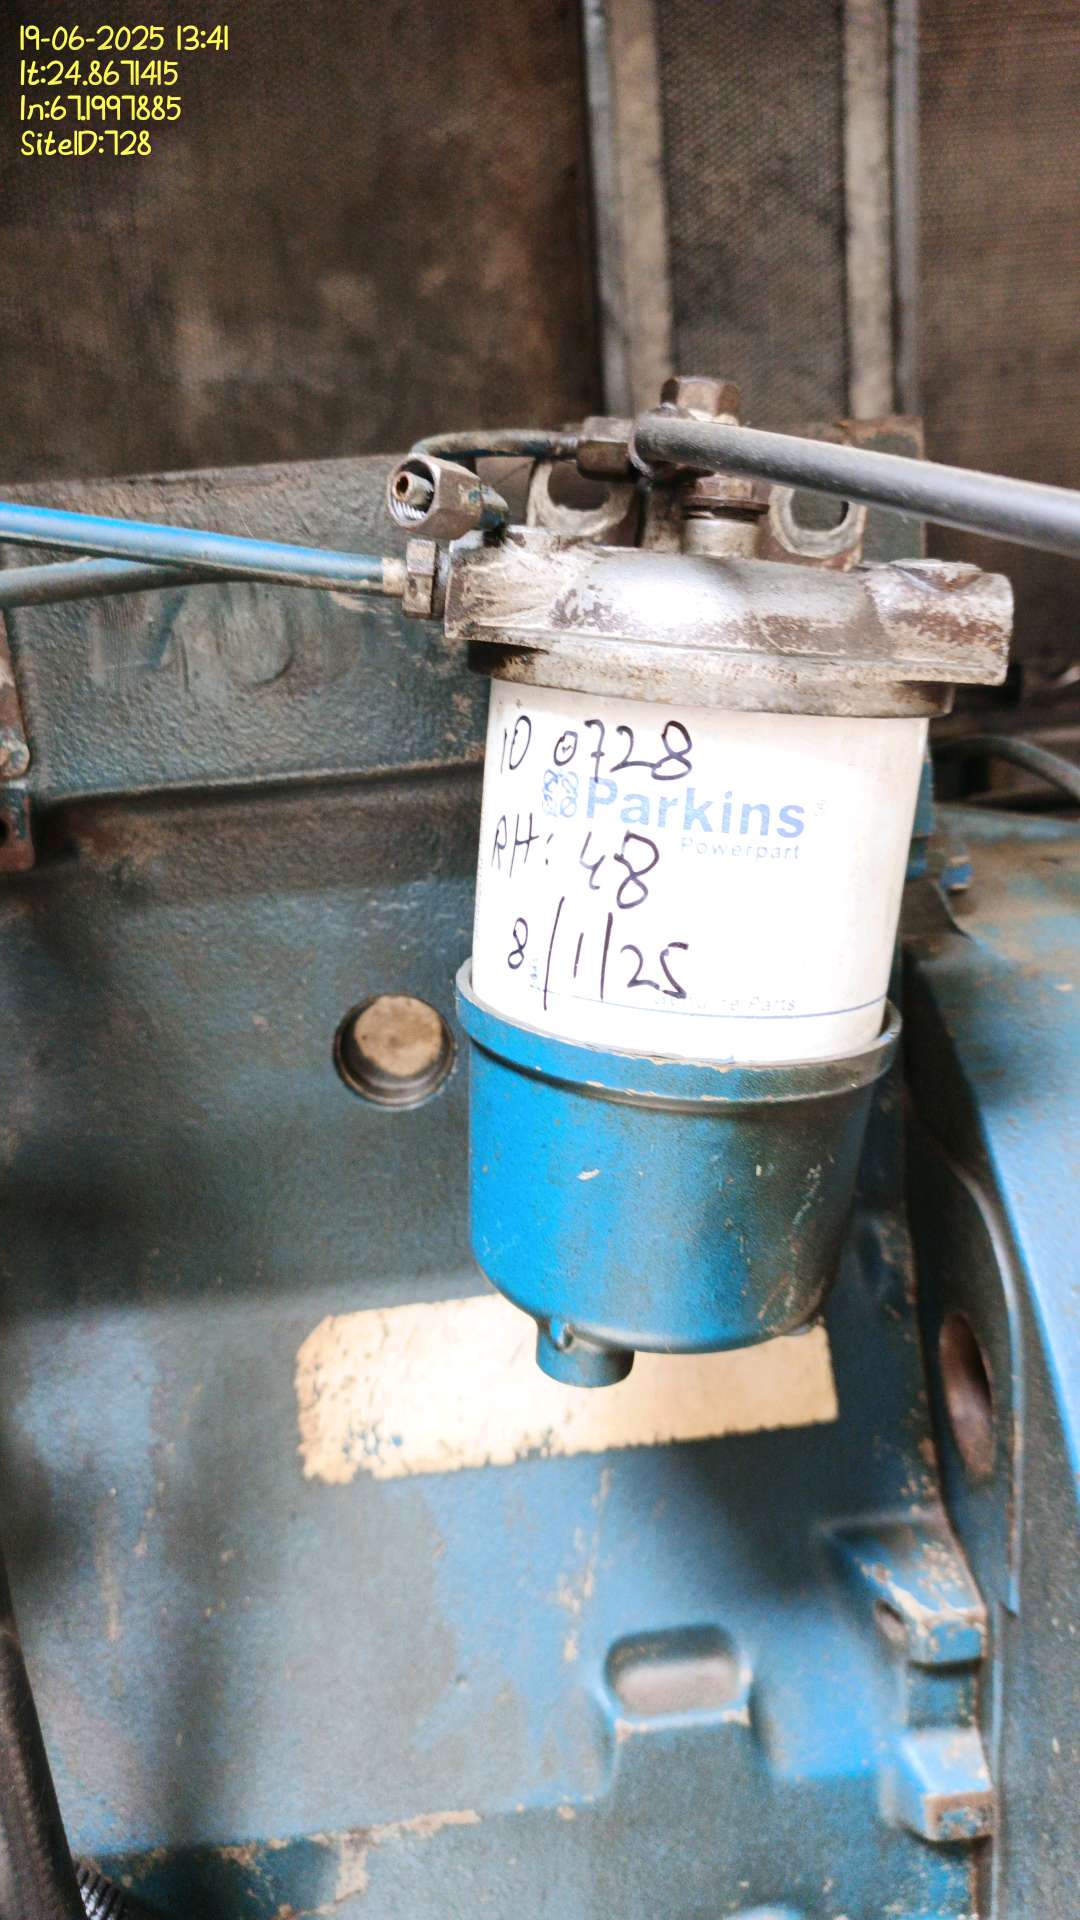 19-06-2025 13:41
lt:24.8671415
ln:67.1997885
SiteID:728
ID 0728
Parkins
Powerpart
RH: 48
8/1/25
Parts